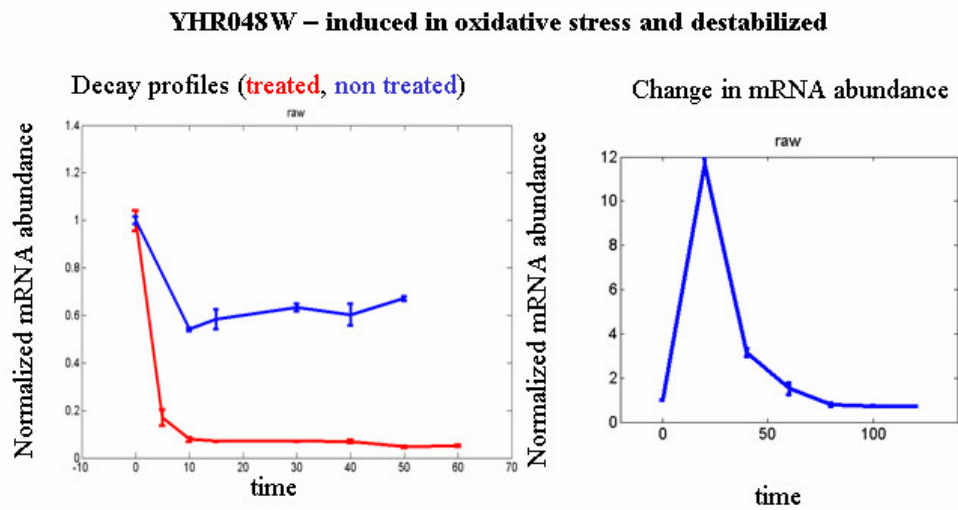 YHR048W – induced in oxidative stress and destabilized
Decay profiles (treated, non treated)
raw
Normalized mRNA abundance
1.4
1.2
1
0.8
0.6
0.4
0.2
0
-10 0 10 20 30 40 50 60 70
time
Change in mRNA abundance
raw
Normalized mRNA abundance
12
10
8
6
4
2
0
0 50 100
time